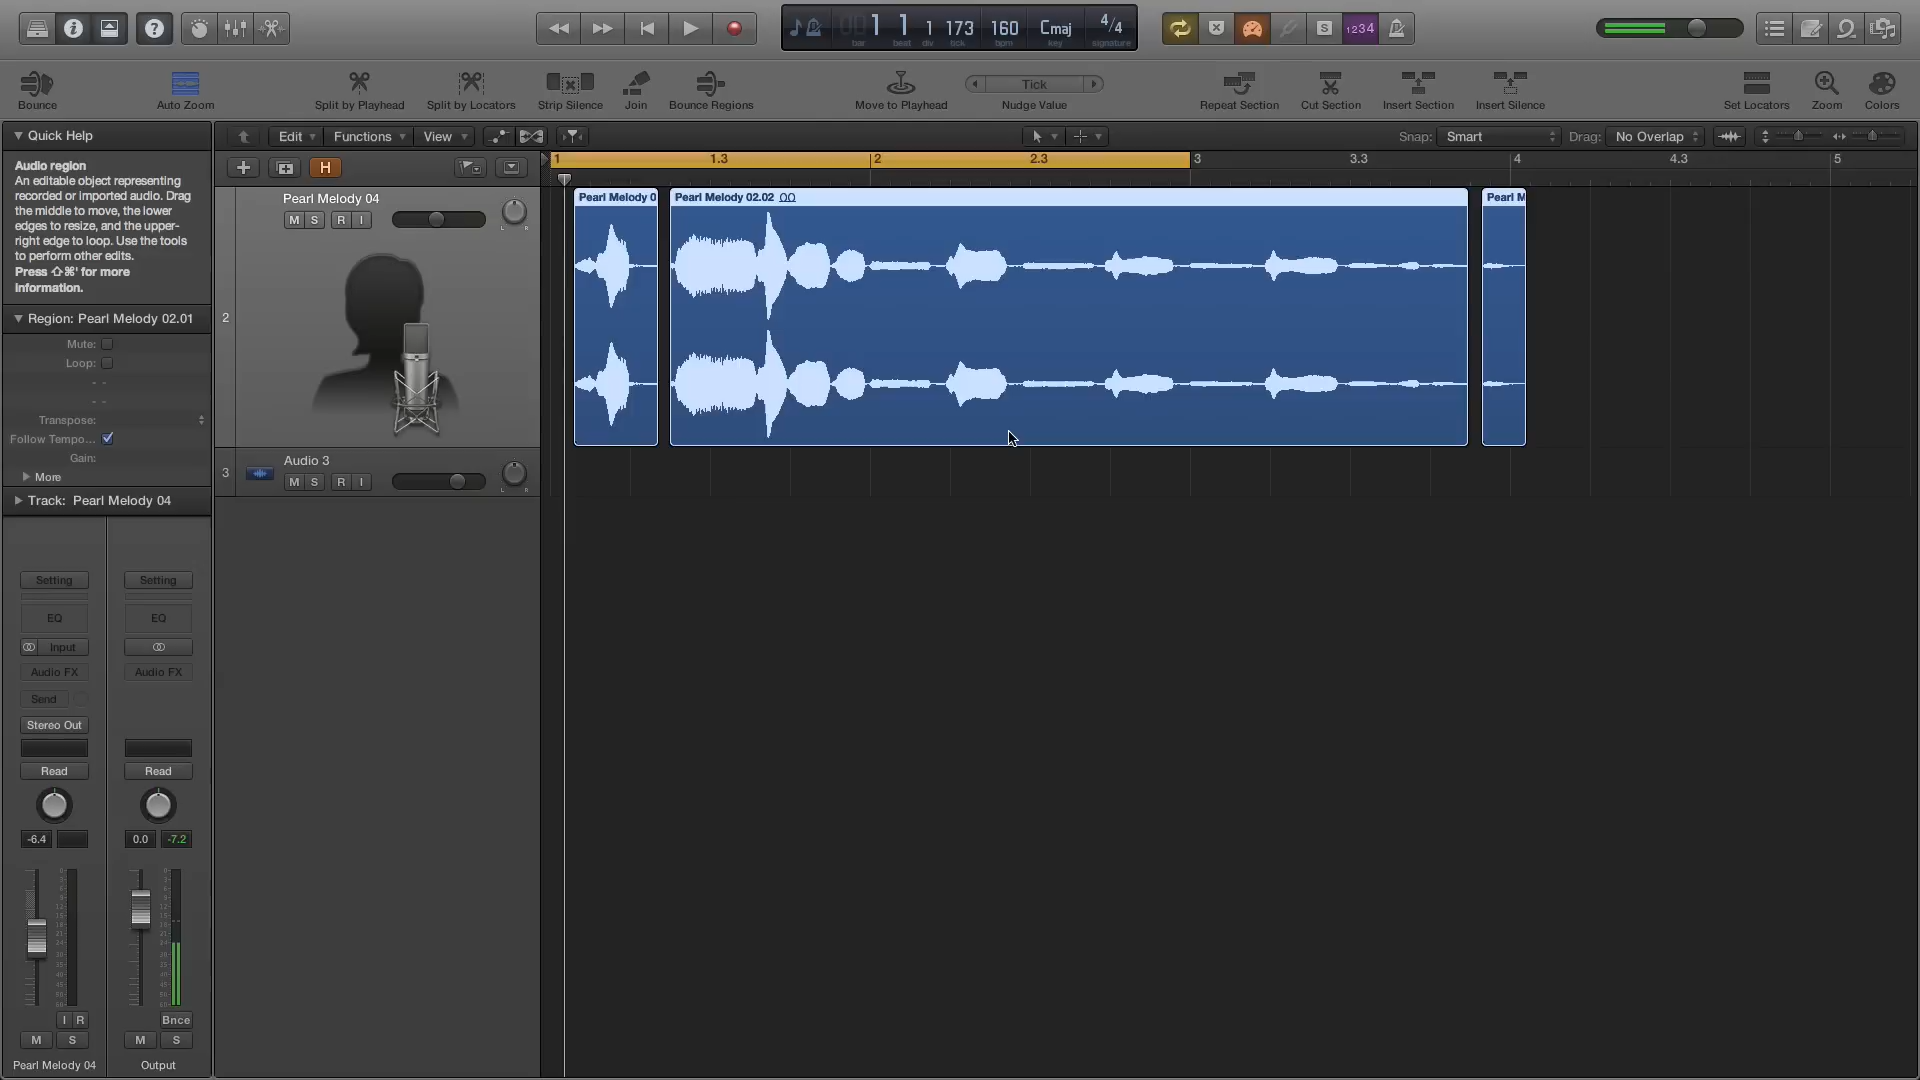 1 1 1 173 160 Cmaj 4/4
bar beat div tick bpm key signature
S 1234
Bounce Auto Zoom Split by Playhead Split by Locators Strip Silence Join Bounce Regions Move to Playhead Tick Nudge Value Repeat Section Cut Section Insert Section Insert Silence Set Locators Zoom Colors
Quick Help
Audio region
An editable object representing
recorded or imported audio. Drag
the middle to move, the lower
edges to resize, and the upper-
right edge to loop. Use the tools
to perform other edits.
Press ⇧⌘' for more
information.
Region: Pearl Melody 02.01
Mute:
Loop:
- -
- -
Transpose:
Follow Tempo...
Gain:
More
Track: Pearl Melody 04
Setting Setting
EQ EQ
Input
Audio FX Audio FX
Send
Stereo Out
Read Read
-6.4 0.0 -7.2
I R Bnce
M S M S
Pearl Melody 04 Output
Edit Functions View Snap: Smart Drag: No Overlap
H
1 1.3 2 2.3 3 3.3 4 4.3 5
2
Pearl Melody 04
M S R I
L R
Pearl Melody 0 Pearl Melody 02.02 Pearl M
3
Audio 3
M S R I
L R